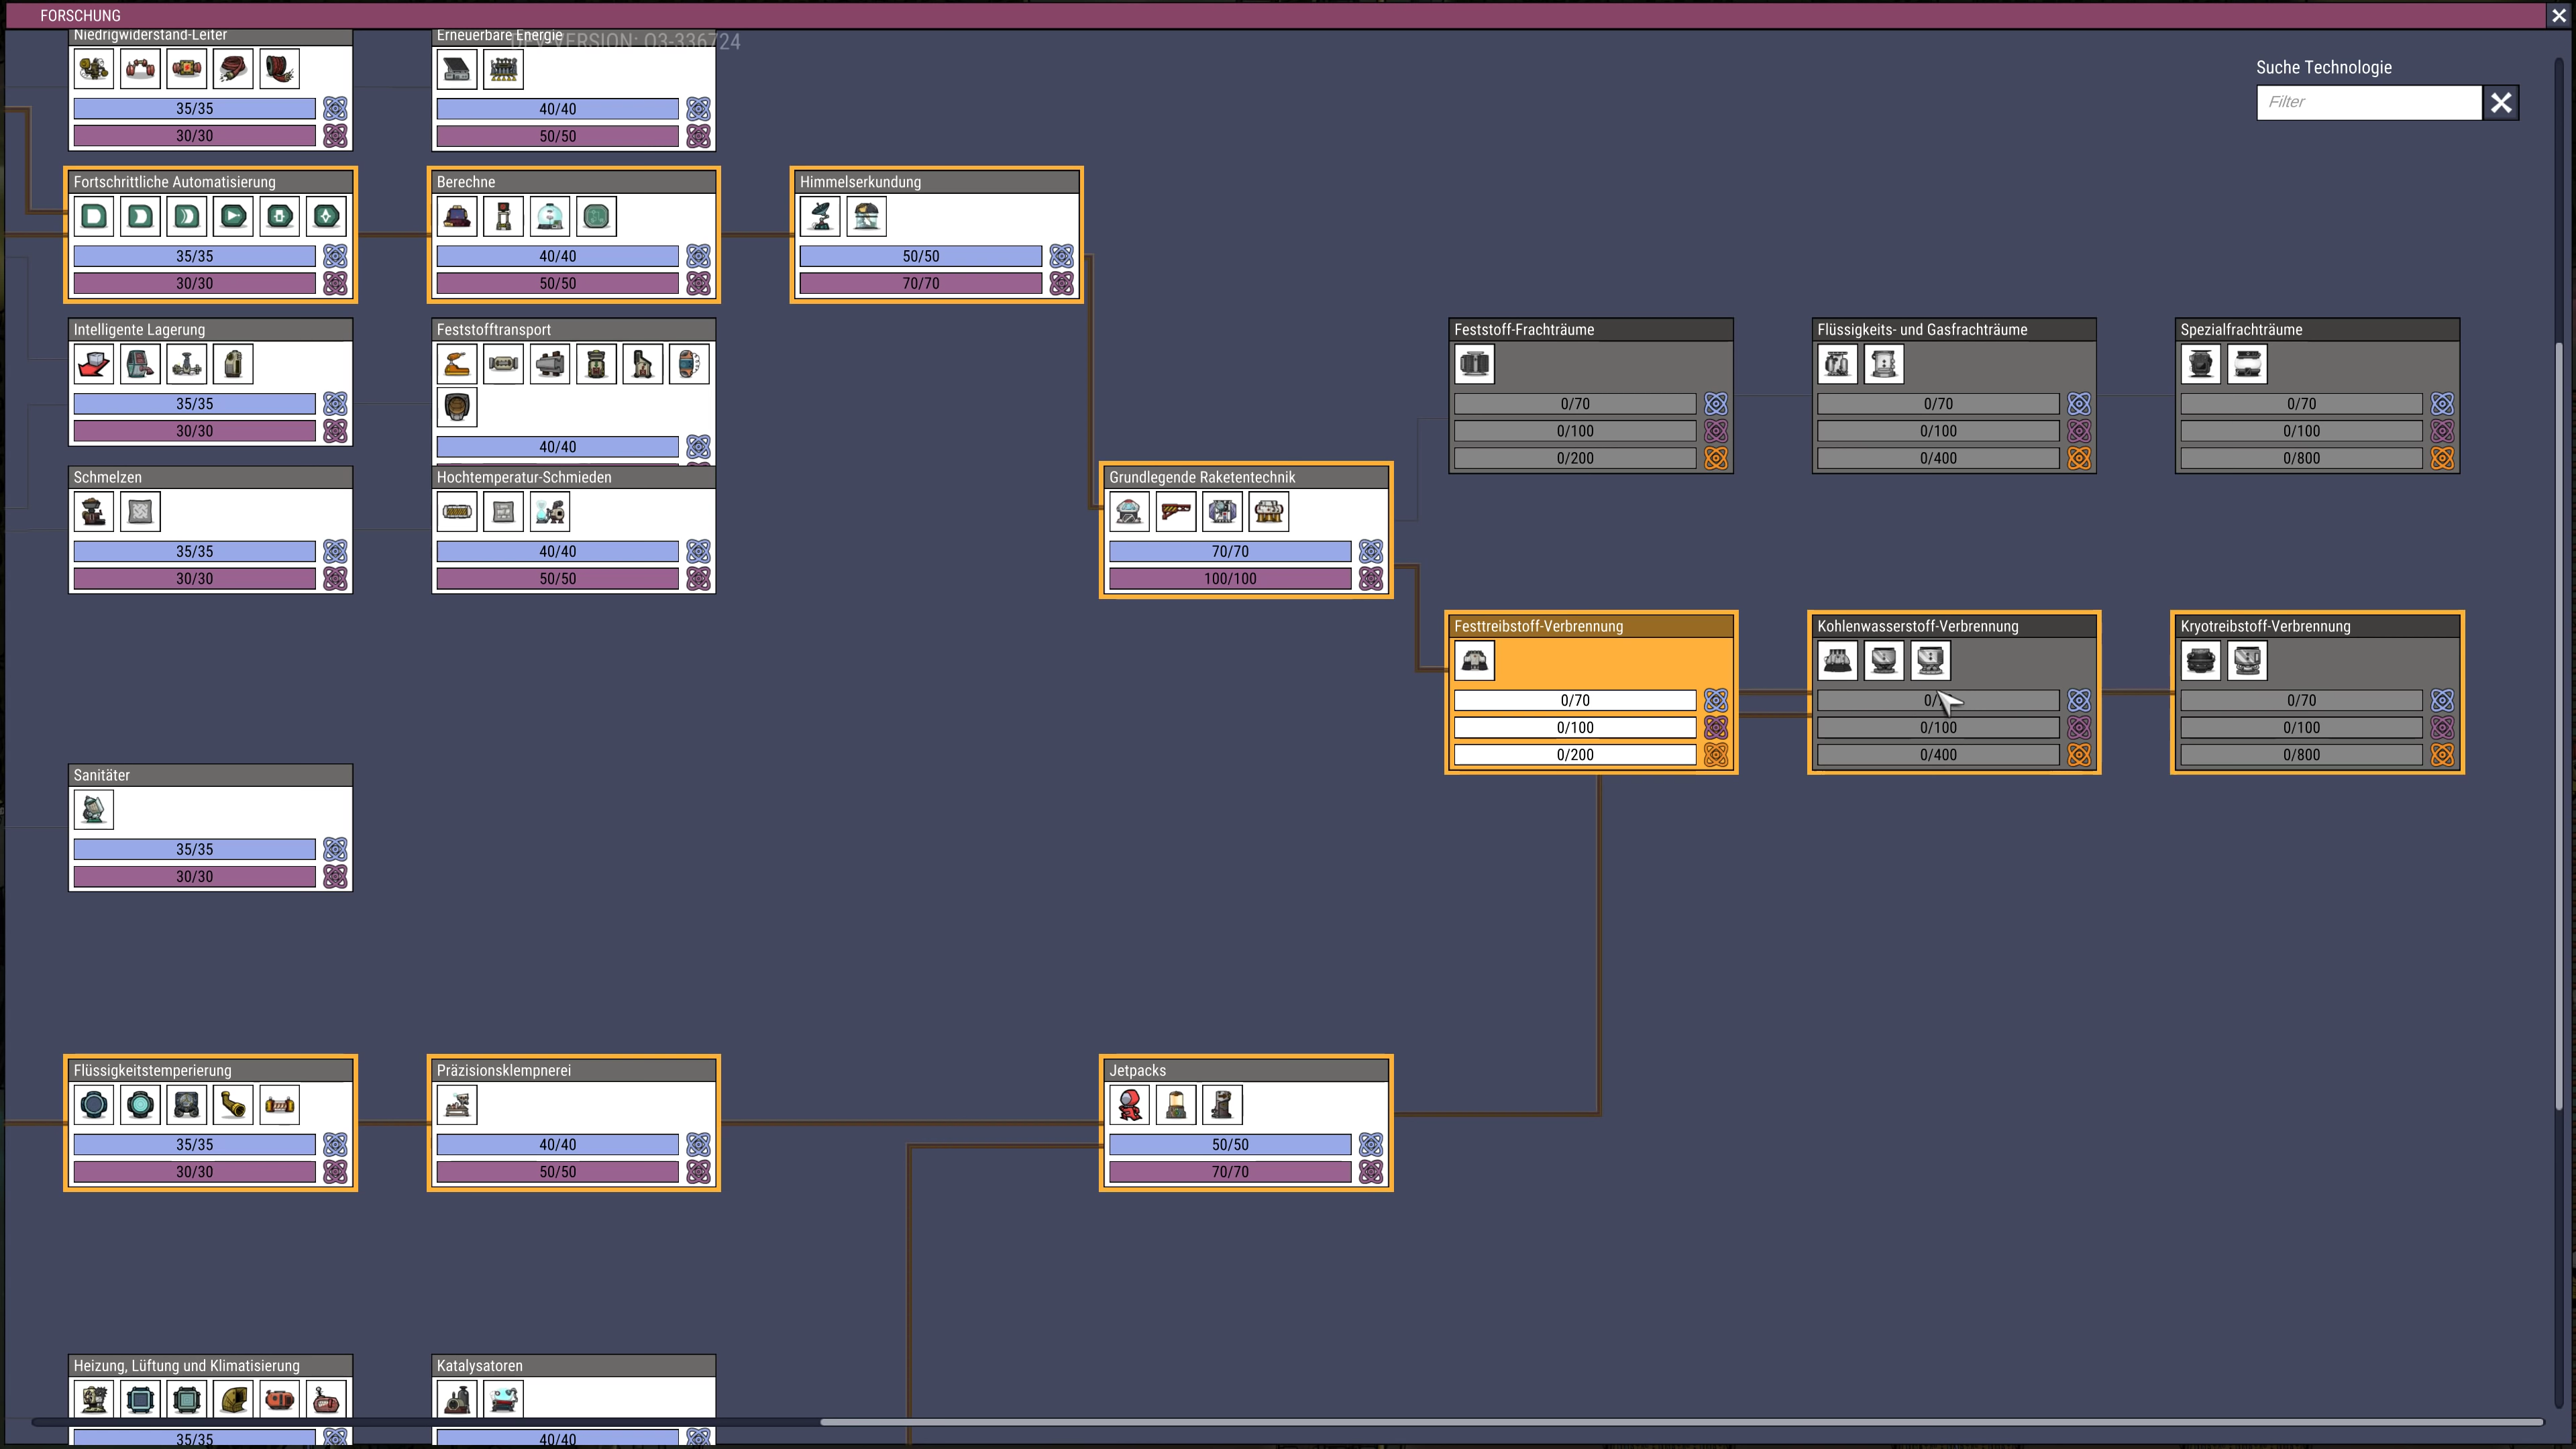 FORSCHUNG
DEV VERSION: O3-336724
Suche Technologie
Filter
Niedrigwiderstand-Leiter
35/35
30/30
Erneuerbare Energie
40/40
50/50
Fortschrittliche Automatisierung
35/35
30/30
Berechne
40/40
50/50
Himmelserkundung
50/50
70/70
Intelligente Lagerung
35/35
30/30
Feststofftransport
40/40
Feststoff-Frachträume
0/70
0/100
0/200
Flüssigkeits- und Gasfrachträume
0/70
0/100
0/400
Spezialfrachträume
0/70
0/100
0/800
Schmelzen
35/35
30/30
Hochtemperatur-Schmieden
40/40
50/50
Grundlegende Raketentechnik
70/70
100/100
Festtreibstoff-Verbrennung
0/70
0/100
0/200
Kohlenwasserstoff-Verbrennung
0/100
0/400
Kryotreibstoff-Verbrennung
0/70
0/100
0/800
Sanitäter
35/35
30/30
Flüssigkeitstemperierung
35/35
30/30
Präzisionsklempnerei
40/40
50/50
Jetpacks
50/50
70/70
Heizung, Lüftung und Klimatisierung
35/35
Katalysatoren
40/40